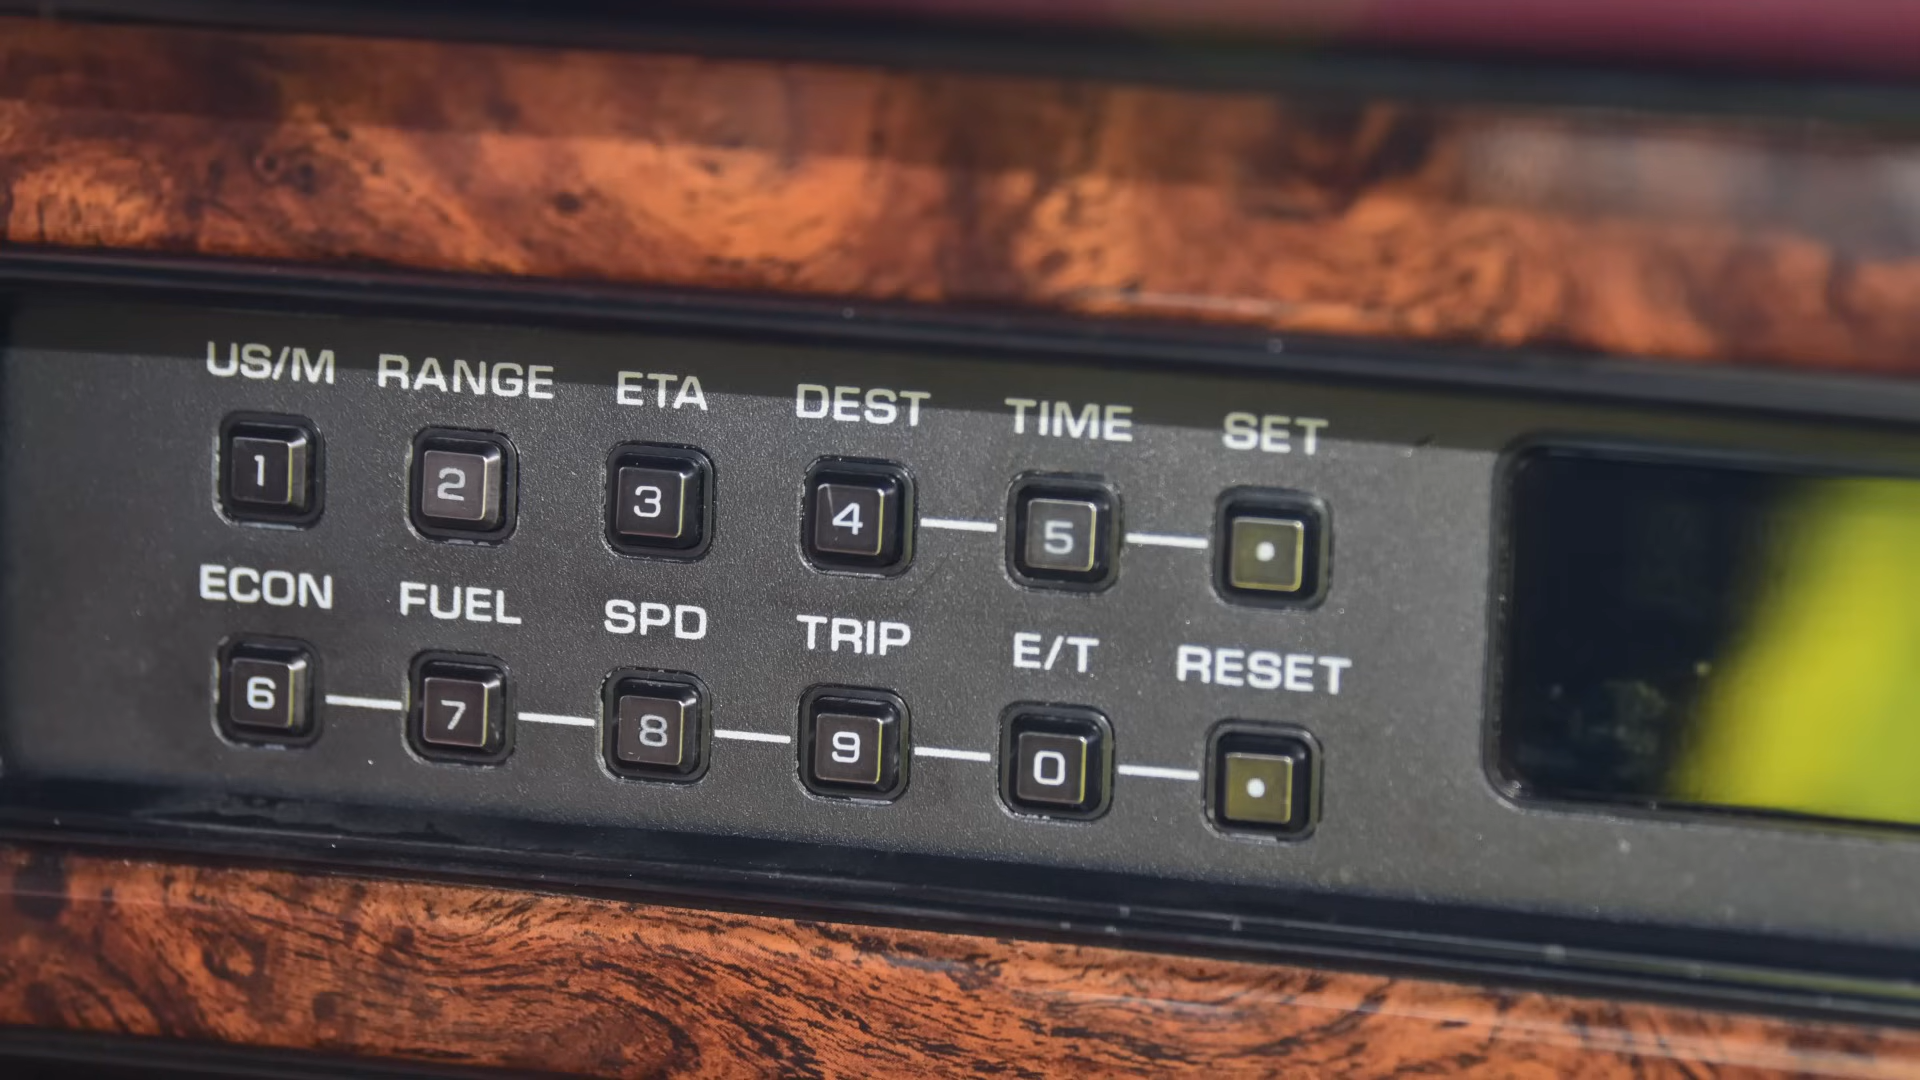 US/M RANGE ETA DEST TIME SET
1 2 3 4 5
ECON FUEL SPD TRIP E/T RESET
6 7 8 9 0